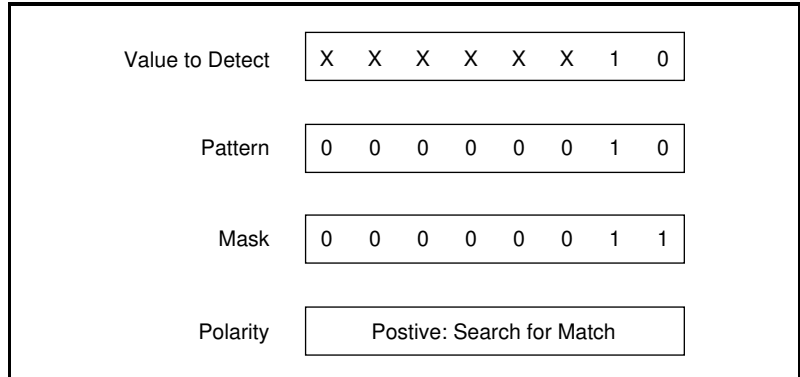 Value to Detect X X X X X X 1 0
Pattern 0 0 0 0 0 0 1 0
Mask 0 0 0 0 0 0 1 1
Polarity Postive: Search for Match